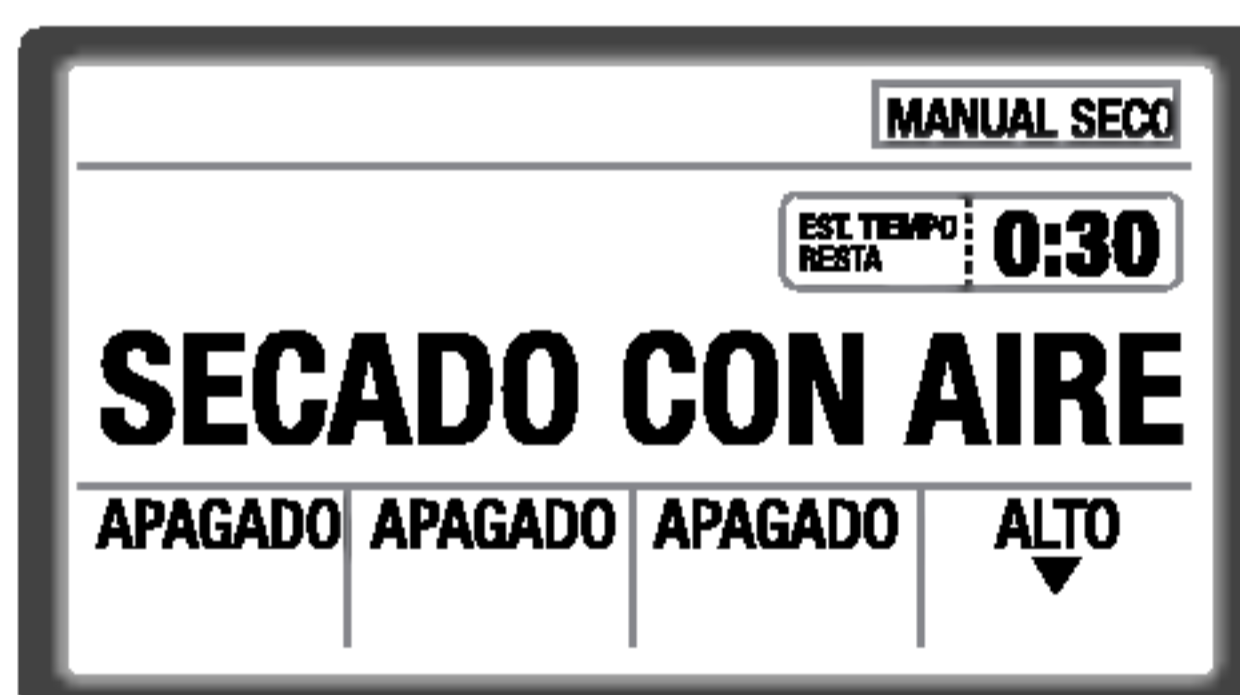 MANUAL SECO
EST. TIEMPO
RESTA
0:30
SECADO CON AIRE
APAGADO APAGADO APAGADO ALTO